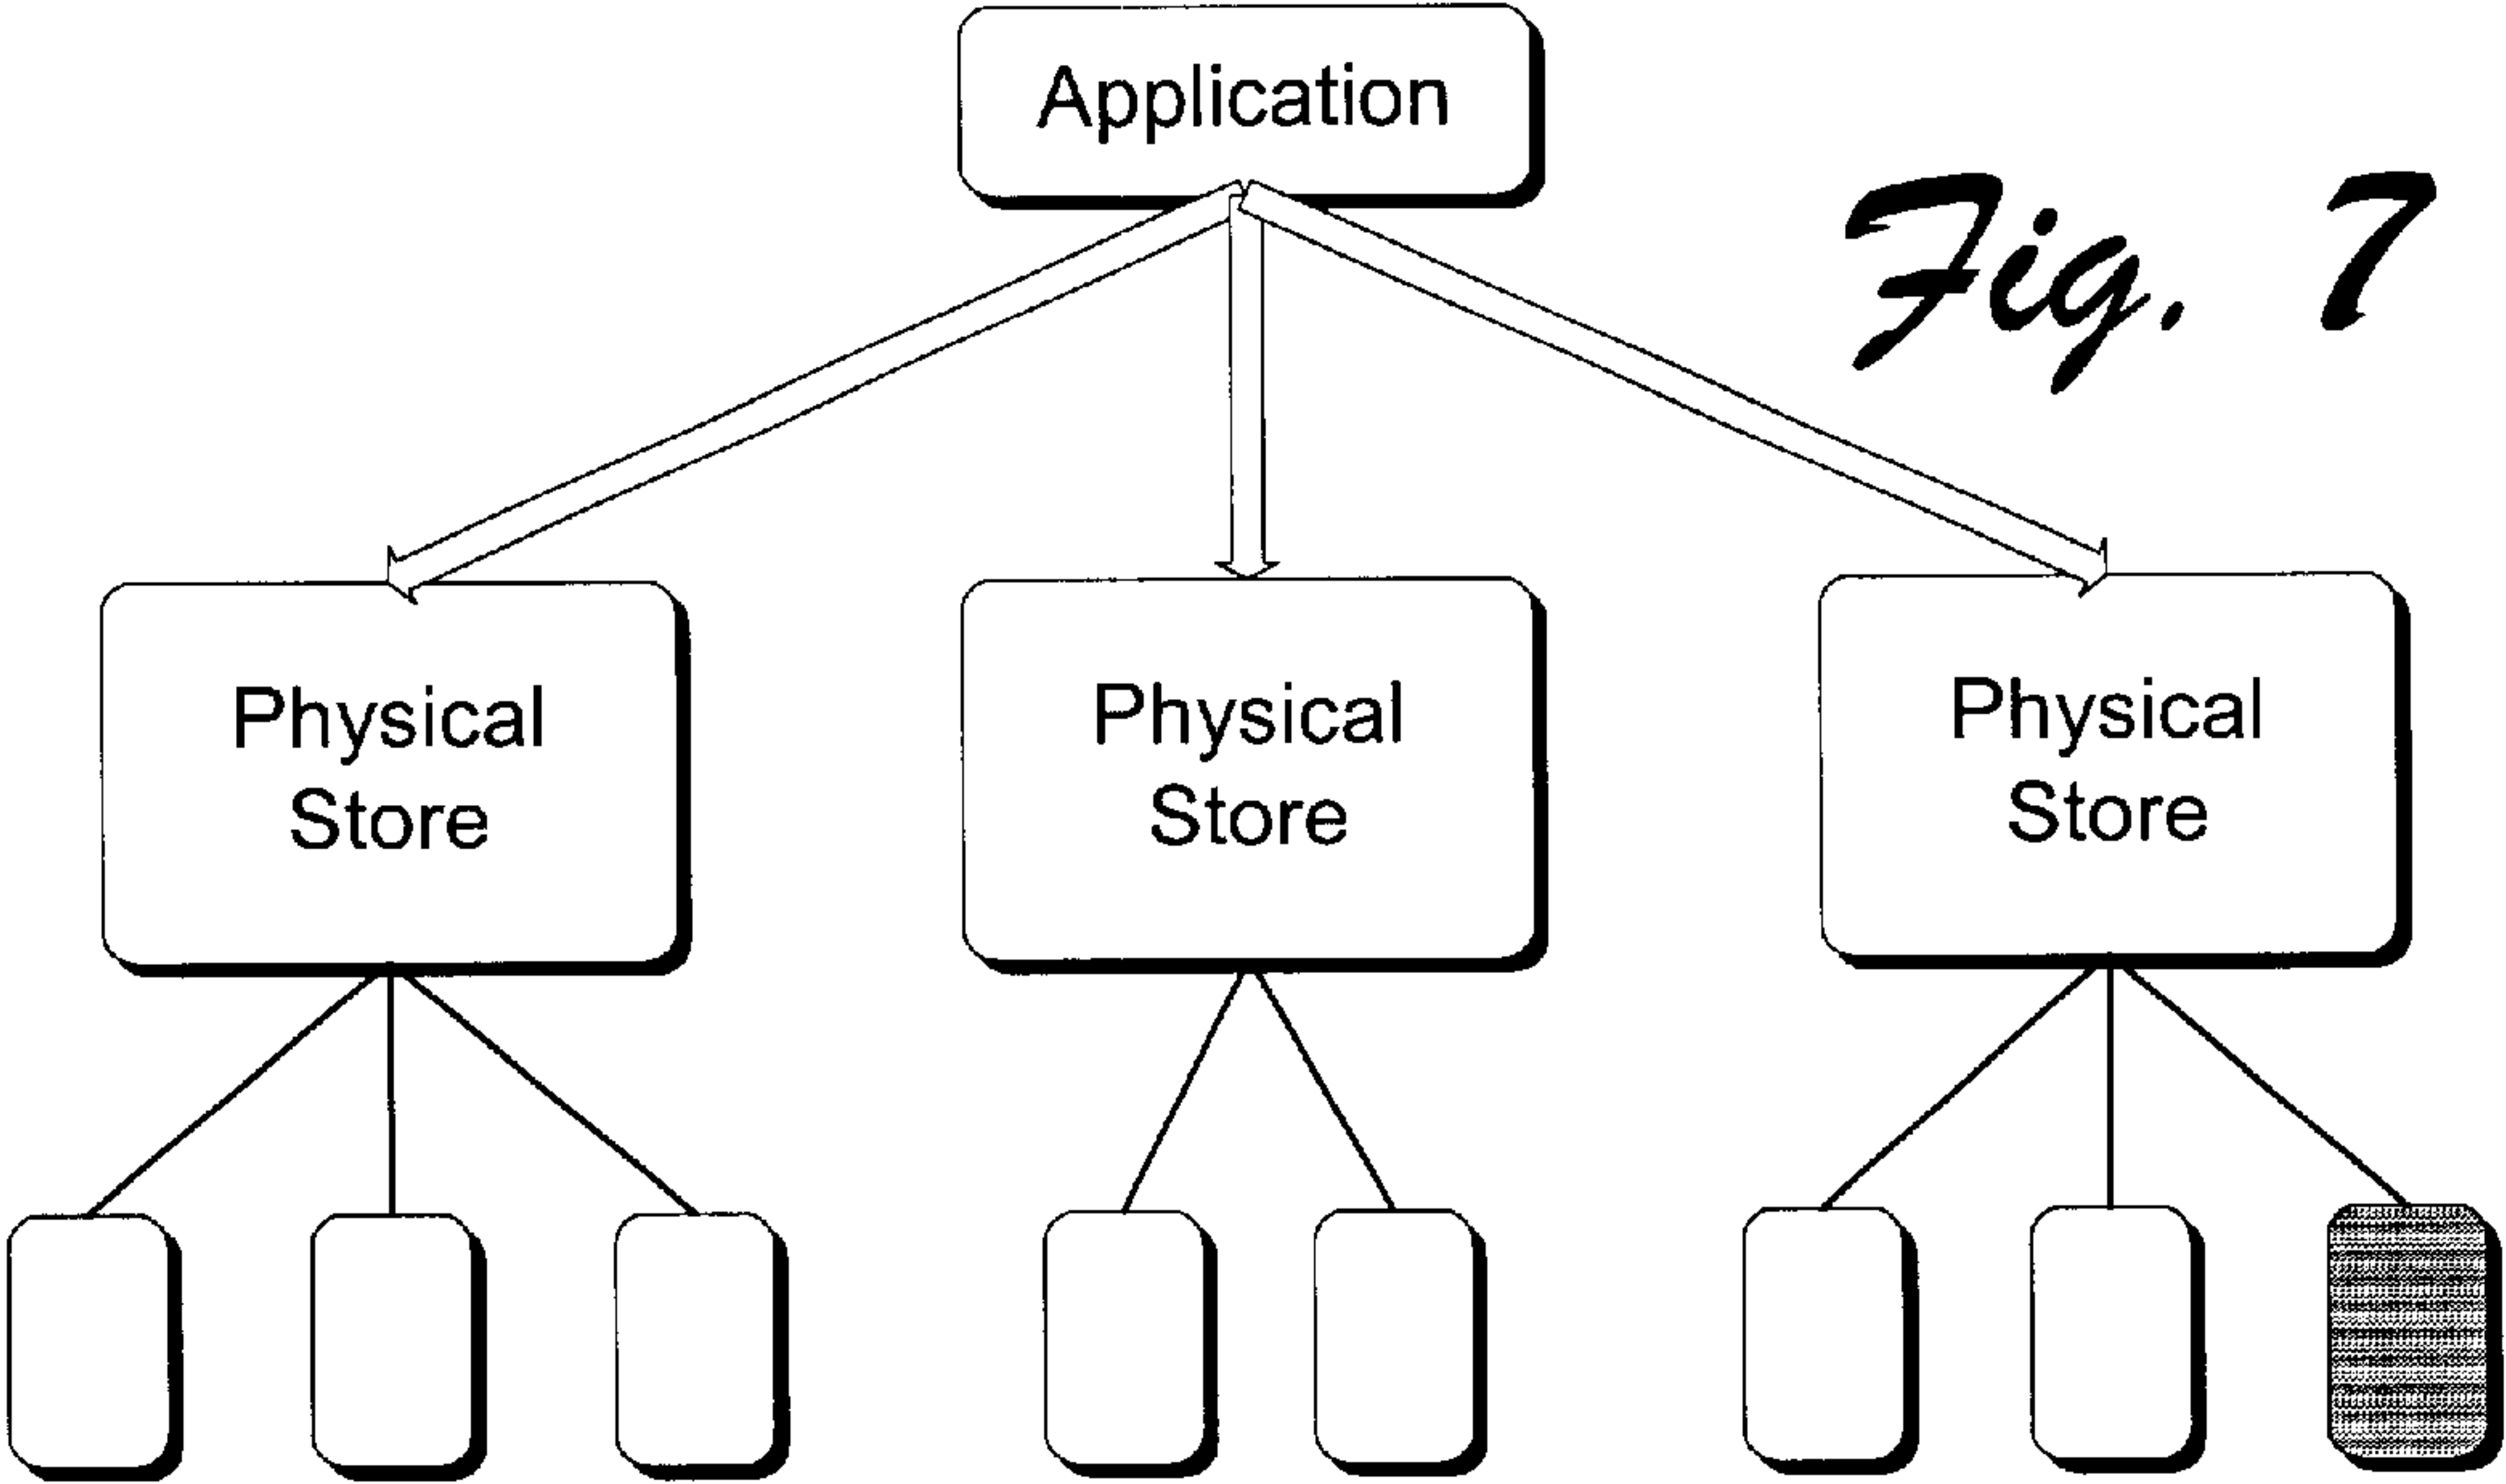 Application
Fig. 7
Physical
Store
Physical
Store
Physical
Store